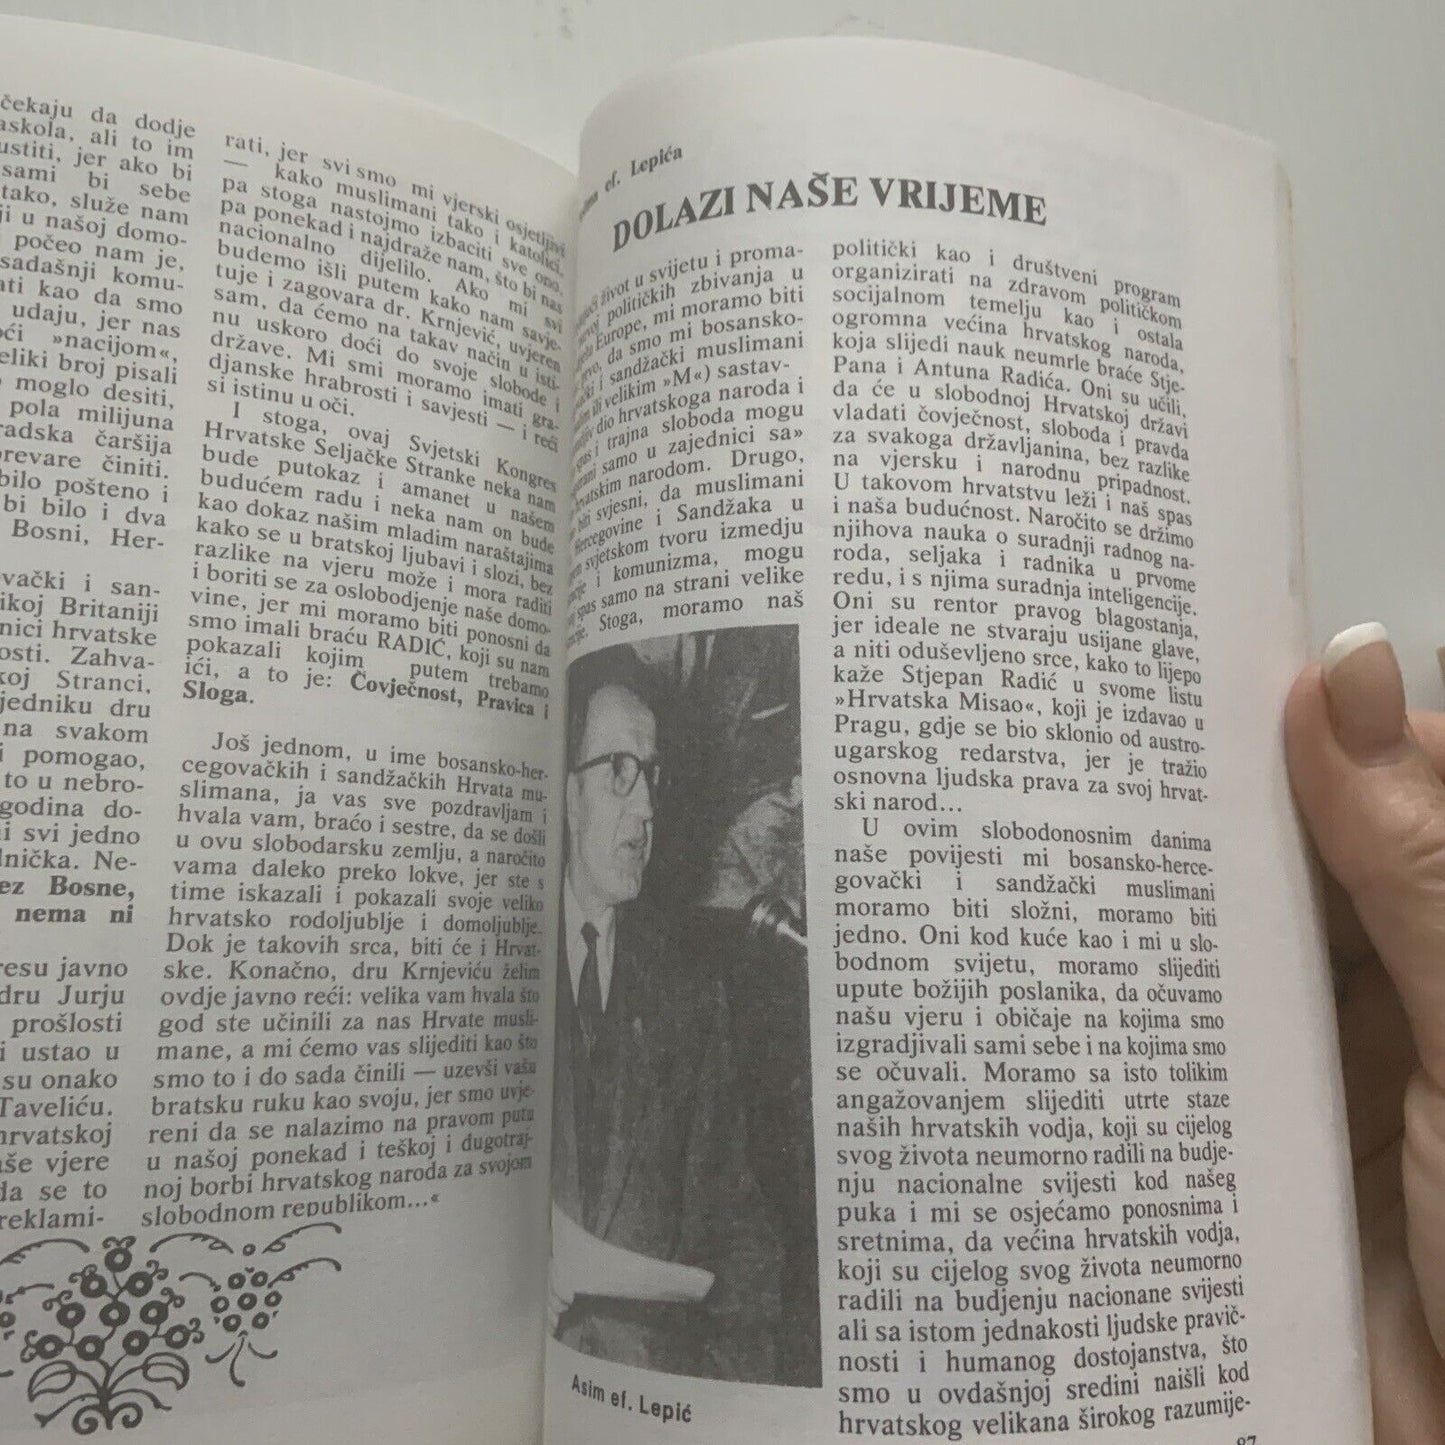 čekaju da dodje
askola, ali to im
ustiti, jer ako bi
sami bi sebe
tako, služe nam
ji u našoj domo-
počeo nam je,
sadašnji komu-
ati kao da smo
udaju, jer nas
oći »nacijom«,
eliki broj pisali
o moglo desiti,
pola milijuna
radska čaršija
prevare činiti.
bilo pošteno i
bi bilo i dva
Bosni, Her-
vački i san-
ikoj Britaniji
nici hrvatske
osti. Zahva-
koj Stranci,
jedniku dru
na svakom
i pomogao,
to u nebro-
godina do-
ni svi jedno
dnička. Ne-
ez Bosne,
nema ni
resu javno
dru Jurju
prošlosti
i ustao u
su onako
Taveliću.
hrvatskoj
aše vjere
da se to
reklami-
rati, jer svi smo mi vjerski osjetljivi
— kako muslimani tako i katolici,
pa stoga nastojmo izbaciti sve ono,
pa ponekad i najdraže nam, što bi nas
nacionalno dijelilo. Ako mi svi
budemo išli putem kako nam savje-
tuje i zagovara dr. Krnjević, uvjeren
sam, da ćemo na takav način u isti-
nu uskoro doći do svoje slobode i
države. Mi smi moramo imati gra-
djanske hrabrosti i savjesti — i reći
si istinu u oči.
I stoga, ovaj Svjetski Kongres
Hrvatske Seljačke Stranke neka nam
bude putokaz i amanet u našem
budućem radu i neka nam on bude
kao dokaz našim mladim naraštajima
kako se u bratskoj ljubavi i slozi, bez
razlike na vjeru može i mora raditi
i boriti se za oslobodjenje naše domo-
vine, jer mi moramo biti ponosni da
smo imali braću RADIĆ, koji su nam
pokazali kojim putem trebamo
ići, a to je: Čovječnost, Pravica i
Sloga.
Još jednom, u ime bosansko-her-
cegovačkih i sandžačkih Hrvata mu-
slimana, ja vas sve pozdravljam i
hvala vam, braćo i sestre, da se došli
u ovu slobodarsku zemlju, a naročito
vama daleko preko lokve, jer ste s
time iskazali i pokazali svoje veliko
hrvatsko rodoljublje i domoljublje.
Dok je takovih srca, biti će i Hrvat-
ske. Konačno, dru Krnjeviću želim
ovdje javno reći: velika vam hvala što
god ste učinili za nas Hrvate musli-
mane, a mi ćemo vas slijediti kao što
smo to i do sada činili — uzevši vašu
bratsku ruku kao svoju, jer smo uvje-
reni da se nalazimo na pravom putu
u našoj ponekad i teškoj i dugotraj-
noj borbi hrvatskog naroda za svojom
slobodnom republikom...«
ef. Lepića
DOLAZI NAŠE VRIJEME
život u svijetu i proma-
političkih zbivanja u
Europe, mi moramo biti
da smo mi bosansko-
i sandžački muslimani
ili velikim »M«) sastav-
dio hrvatskoga naroda i
spas i trajna sloboda mogu
samo u zajednici sa»
hrvatskim narodom. Drugo,
biti svjesni, da muslimani
Hercegovine i Sandžaka u
svjetskom tvoru izmedju
i komunizma, mogu
spas samo na strani velike
Stoga, moramo naš
Asim ef. Lepić
politički kao i društveni program
organizirati na zdravom političkom
socijalnom temelju kao i ostala
ogromna većina hrvatskog naroda,
koja slijedi nauk neumrle braće Stje-
Pana i Antuna Radića. Oni su učili,
da će u slobodnoj Hrvatskoj državi
vladati čovječnost, sloboda i pravda
za svakoga državljanina, bez razlike
na vjersku i narodnu pripadnost.
U takovom hrvatstvu leži i naš spas
i naša budućnost. Naročito se držimo
njihova nauka o suradnji radnog na-
roda, seljaka i radnika u prvome
redu, i s njima suradnja inteligencije.
Oni su rentor pravog blagostanja,
jer ideale ne stvaraju usijane glave,
a niti oduševljeno srce, kako to lijepo
kaže Stjepan Radić u svome listu
»Hrvatska Misao«, koji je izdavao u
Pragu, gdje se bio sklonio od austro-
ugarskog redarstva, jer je tražio
osnovna ljudska prava za svoj hrvat-
ski narod...
U ovim slobodonosnim danima
naše povijesti mi bosansko-herce-
govački i sandžački muslimani
moramo biti složni, moramo biti
jedno. Oni kod kuće kao i mi u slo-
bodnom svijetu, moramo slijediti
upute božijih poslanika, da očuvamo
našu vjeru i običaje na kojima smo
izgradjivali sami sebe i na kojima smo
se očuvali. Moramo sa isto tolikim
angažovanjem slijediti utrte staze
naših hrvatskih vodja, koji su cijelog
svog života neumorno radili na budje-
nju nacionalne svijesti kod našeg
puka i mi se osjećamo ponosnima i
sretnima, da većina hrvatskih vodja,
koji su cijelog svog života neumorno
radili na budjenju nacionane svijesti
ali sa istom jednakosti ljudske pravič-
nosti i humanog dostojanstva, što
smo u ovdašnjoj sredini naišli kod
hrvatskog velikana širokog razumije-